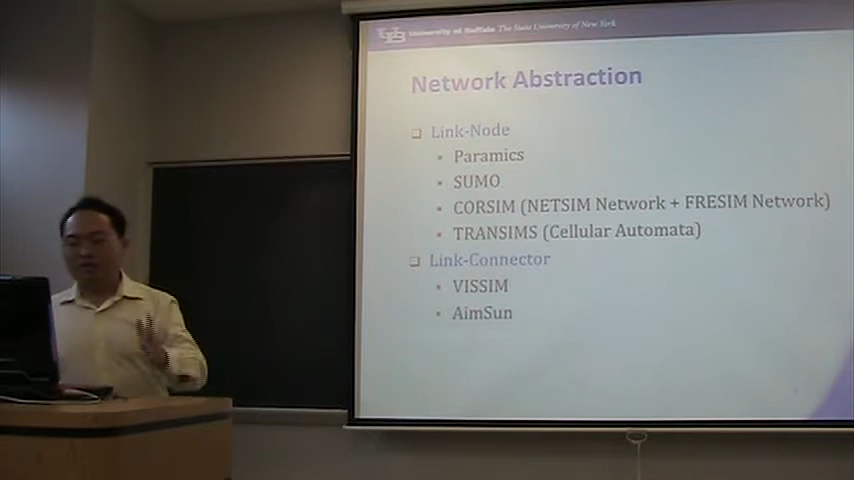 UB University at Buffalo The State University of New York
Network Abstraction
Link-Node
Paramics
SUMO
CORSIM (NETSIM Network + FRESIM Network)
TRANSIMS (Cellular Automata)
Link-Connector
VISSIM
AimSun